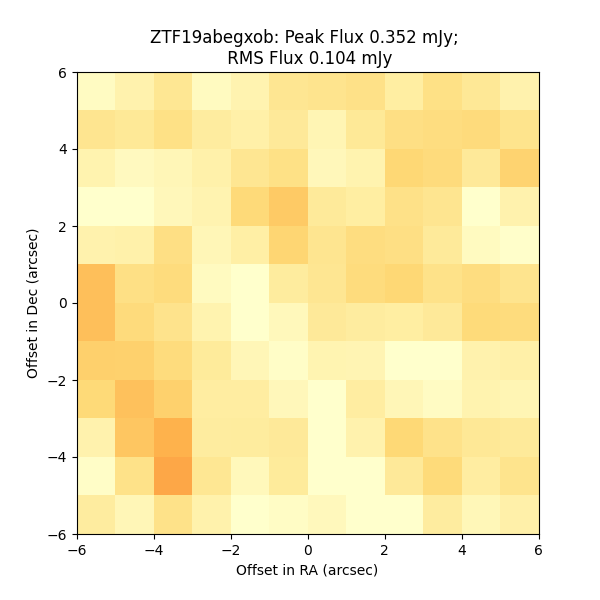 ZTF19abegxob: Peak Flux 0.352 mJy;
RMS Flux 0.104 mJy
6
4
2
0
−2
−4
−6
Offset in Dec (arcsec)
−6 −4 −2 0 2 4 6
Offset in RA (arcsec)